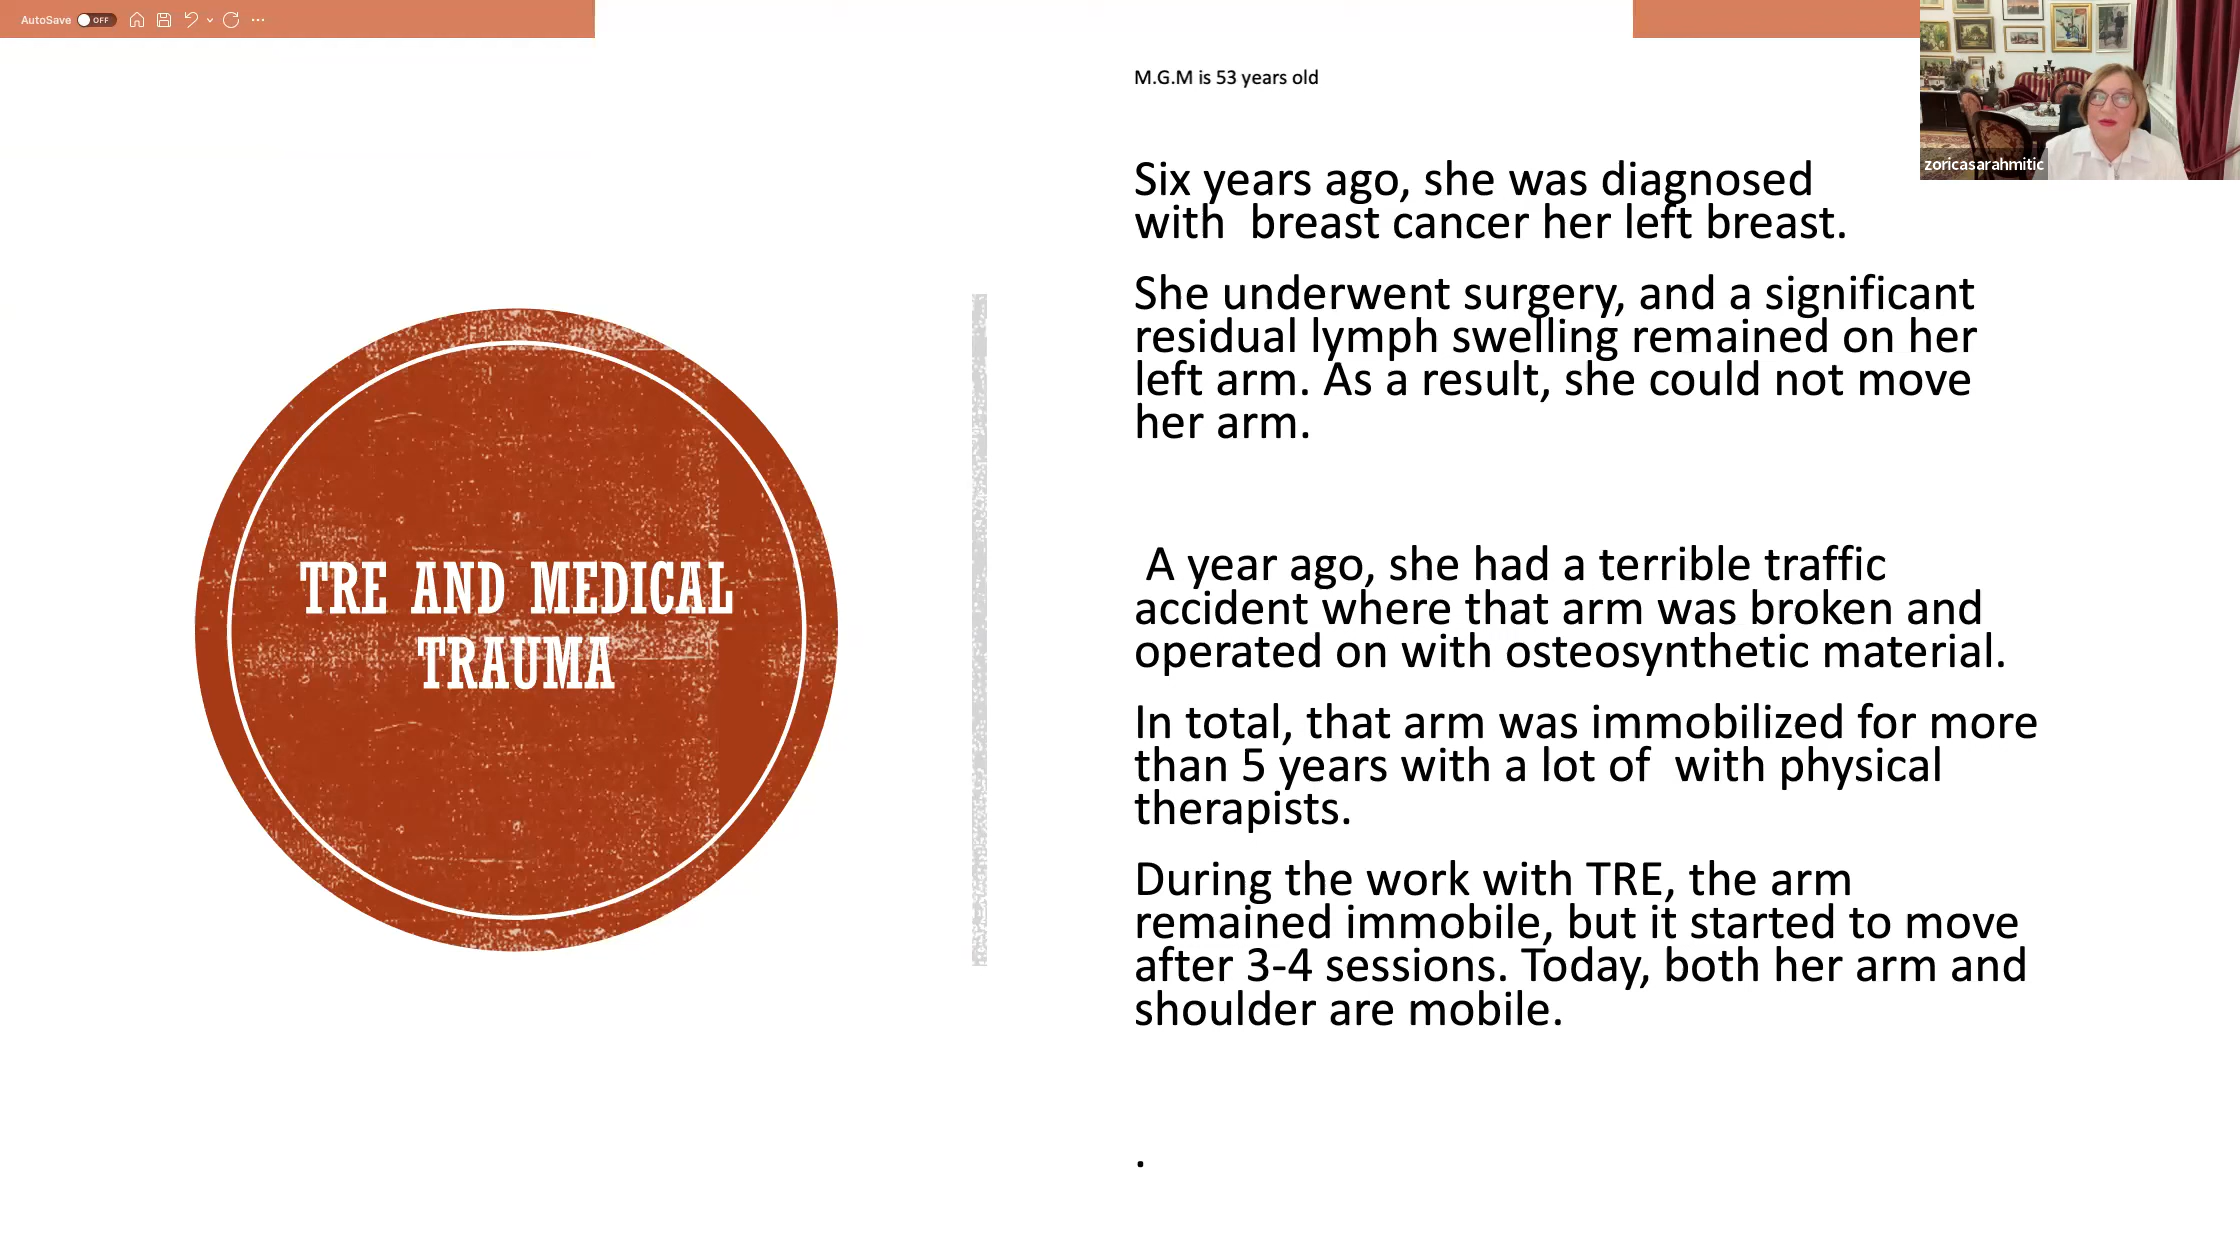 AutoSave OFF
zoricasarahmitic
TRE AND MEDICAL
TRAUMA
M.G.M is 53 years old
Six years ago, she was diagnosed
with  breast cancer her left breast.
She underwent surgery, and a significant
residual lymph swelling remained on her
left arm. As a result, she could not move
her arm.
A year ago, she had a terrible traffic
accident where that arm was broken and
operated on with osteosynthetic material.
In total, that arm was immobilized for more
than 5 years with a lot of  with physical
therapists.
During the work with TRE, the arm
remained immobile, but it started to move
after 3-4 sessions. Today, both her arm and
shoulder are mobile.
.